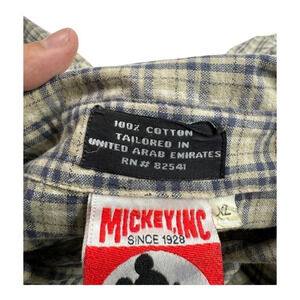 100% COTTON
TAILORED IN
UNITED ARAB EMIRATES
RN# 82541
MICKEY, INC
SINCE 1928
XL